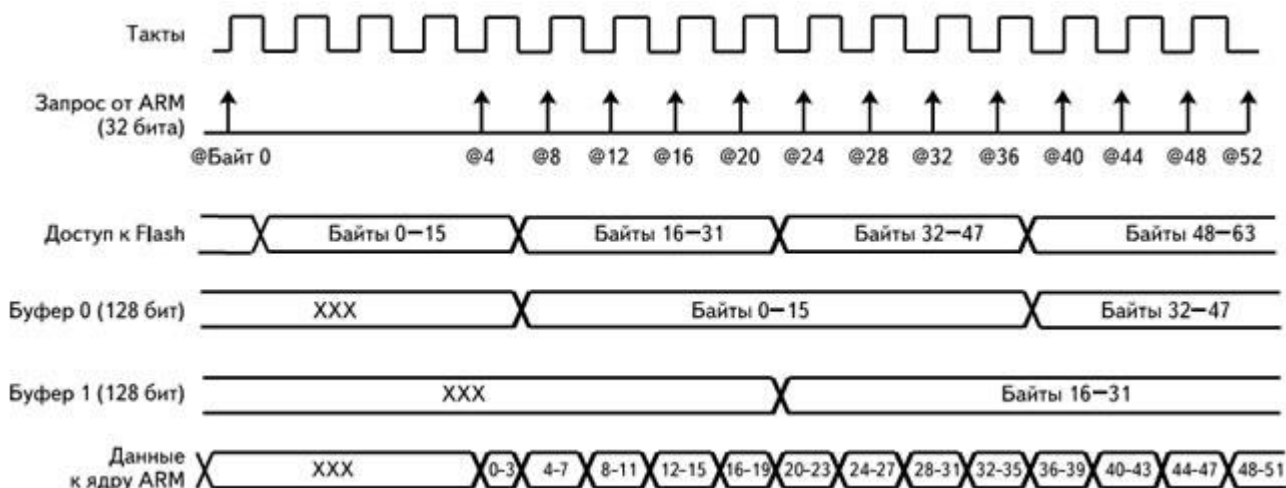 Такты
Запрос от ARM
(32 бита)
@Байт 0 @4 @8 @12 @16 @20 @24 @28 @32 @36 @40 @44 @48 @52
Доступ к Flash Байты 0—15 Байты 16—31 Байты 32—47 Байты 48—63
Буфер 0 (128 бит) XXX Байты 0—15 Байты 32—47
Буфер 1 (128 бит) XXX Байты 16—31
Данные
к ядру ARM XXX 0-3 4-7 8-11 12-15 16-19 20-23 24-27 28-31 32-35 36-39 40-43 44-47 48-51